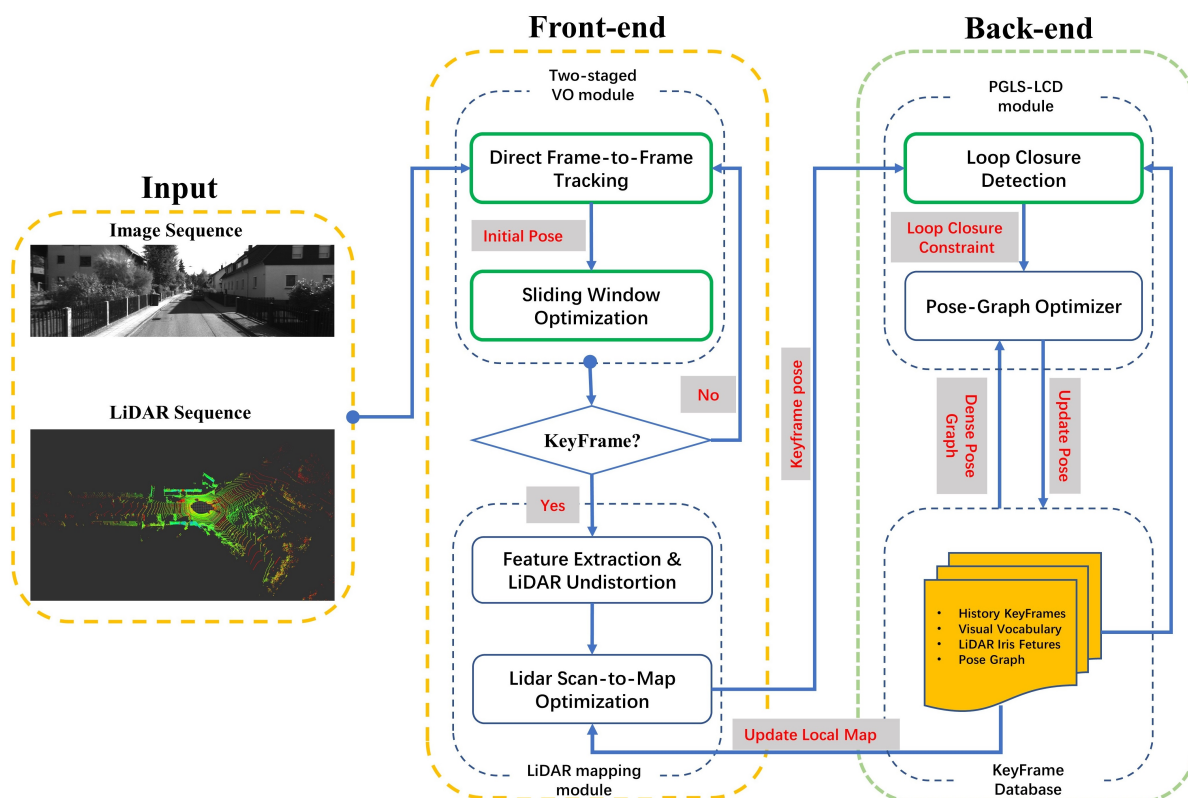 Input
Image Sequence
LiDAR Sequence
Front-end
Two-staged
VO module
Direct Frame-to-Frame
Tracking
Initial Pose
Sliding Window
Optimization
No
KeyFrame?
Yes
Feature Extraction &
LiDAR Undistortion
Lidar Scan-to-Map
Optimization
LiDAR mapping
module
Keyframe pose
Back-end
PGLS-LCD
module
Loop Closure
Detection
Loop Closure
Constraint
Pose-Graph Optimizer
Dense Pose
Graph
Update Pose
• History KeyFrames
• Visual Vocabulary
• LiDAR Iris Fetures
• Pose Graph
Update Local Map
KeyFrame
Database